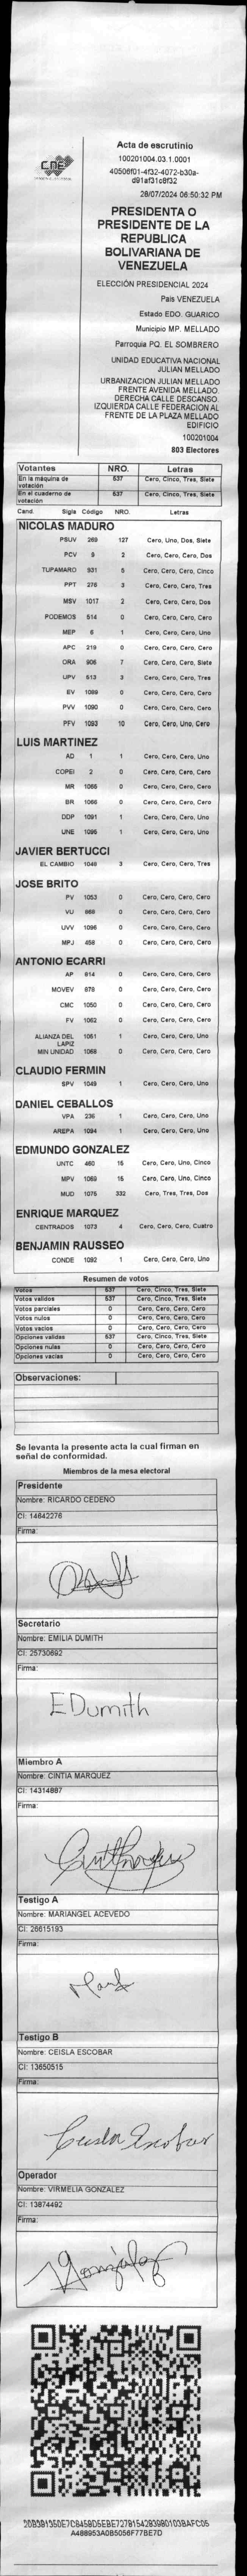 CNE
Acta de escrutinio
100201004.03.1.0001
40506f01-4f32-4072-b30a-
d91af31c8f32
28/07/2024 06:50:32 PM
PRESIDENTA O
PRESIDENTE DE LA
REPUBLICA
BOLIVARIANA DE
VENEZUELA
ELECCIÓN PRESIDENCIAL 2024
País VENEZUELA
Estado EDO. GUARICO
Municipio MP. MELLADO
Parroquia PQ. EL SOMBRERO
UNIDAD EDUCATIVA NACIONAL
JULIAN MELLADO
URBANIZACION JULIAN MELLADO
FRENTE AVENIDA MELLADO.
DERECHA CALLE DESCANSO.
IZQUIERDA CALLE FEDERACION AL
FRENTE DE LA PLAZA MELLADO
EDIFICIO
100201004
803 Electores
Votantes NRO. Letras
En la máquina de votación 537 Cero, Cinco, Tres, Siete
En el cuaderno de votación 537 Cero, Cinco, Tres, Siete
Cand. Sigla Código NRO. Letras
NICOLAS MADURO
PSUV 269 127 Cero, Uno, Dos, Siete
PCV 9 2 Cero, Cero, Cero, Dos
TUPAMARO 931 5 Cero, Cero, Cero, Cinco
PPT 276 3 Cero, Cero, Cero, Tres
MSV 1017 2 Cero, Cero, Cero, Dos
PODEMOS 514 0 Cero, Cero, Cero, Cero
MEP 6 1 Cero, Cero, Cero, Uno
APC 219 0 Cero, Cero, Cero, Cero
ORA 906 7 Cero, Cero, Cero, Siete
UPV 513 3 Cero, Cero, Cero, Tres
EV 1089 0 Cero, Cero, Cero, Cero
PVV 1090 0 Cero, Cero, Cero, Cero
PFV 1093 10 Cero, Cero, Uno, Cero
LUIS MARTINEZ
AD 1 1 Cero, Cero, Cero, Uno
COPEI 2 0 Cero, Cero, Cero, Cero
MR 1065 0 Cero, Cero, Cero, Cero
BR 1066 0 Cero, Cero, Cero, Cero
DDP 1091 1 Cero, Cero, Cero, Uno
UNE 1095 1 Cero, Cero, Cero, Uno
JAVIER BERTUCCI
EL CAMBIO 1048 3 Cero, Cero, Cero, Tres
JOSE BRITO
PV 1053 0 Cero, Cero, Cero, Cero
VU 868 0 Cero, Cero, Cero, Cero
UVV 1096 0 Cero, Cero, Cero, Cero
MPJ 458 0 Cero, Cero, Cero, Cero
ANTONIO ECARRI
AP 814 0 Cero, Cero, Cero, Cero
MOVEV 878 0 Cero, Cero, Cero, Cero
CMC 1050 0 Cero, Cero, Cero, Cero
FV 1062 0 Cero, Cero, Cero, Cero
ALIANZA DEL LAPIZ 1051 1 Cero, Cero, Cero, Uno
MIN UNIDAD 1068 0 Cero, Cero, Cero, Cero
CLAUDIO FERMIN
SPV 1049 1 Cero, Cero, Cero, Uno
DANIEL CEBALLOS
VPA 236 1 Cero, Cero, Cero, Uno
AREPA 1094 1 Cero, Cero, Cero, Uno
EDMUNDO GONZALEZ
UNTC 460 15 Cero, Cero, Uno, Cinco
MPV 1069 15 Cero, Cero, Uno, Cinco
MUD 1075 332 Cero, Tres, Tres, Dos
ENRIQUE MARQUEZ
CENTRADOS 1073 4 Cero, Cero, Cero, Cuatro
BENJAMIN RAUSSEO
CONDE 1092 1 Cero, Cero, Cero, Uno
Resumen de votos
Votos 537 Cero, Cinco, Tres, Siete
Votos validos 537 Cero, Cinco, Tres, Siete
Votos parciales 0 Cero, Cero, Cero, Cero
Votos nulos 0 Cero, Cero, Cero, Cero
Votos vacios 0 Cero, Cero, Cero, Cero
Opciones validas 537 Cero, Cinco, Tres, Siete
Opciones nulas 0 Cero, Cero, Cero, Cero
Opciones vacias 0 Cero, Cero, Cero, Cero
Observaciones:
Se levanta la presente acta la cual firman en
señal de conformidad.
Miembros de la mesa electoral
Presidente
Nombre: RICARDO CEDEÑO
CI: 14642276
Firma:
Secretario
Nombre: EMILIA DUMITH
CI: 25730692
Firma:
EDumith
Miembro A
Nombre: CINTIA MARQUEZ
CI: 14314887
Firma:
Testigo A
Nombre: MARIANGEL ACEVEDO
CI: 26615193
Firma:
Testigo B
Nombre: CEISLA ESCOBAR
CI: 13650515
Firma:
Ceisla Escobar
Operador
Nombre: VIRMELIA GONZALEZ
CI: 13874492
Firma:
Gonzalez
A488953A0B5056F77BE7D